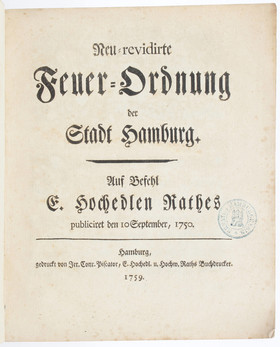 Neu-revidirte
Feuer-Ordnung
der
Stadt Hamburg.
Auf Befehl
E. Hochedlen Rathes
publiciret den 10 September, 1750.
Hamburg,
gedruckt von Jer. Conr. Piscator, E. Hochedl. u. Hochw. Raths Buchdrucker.
1759.